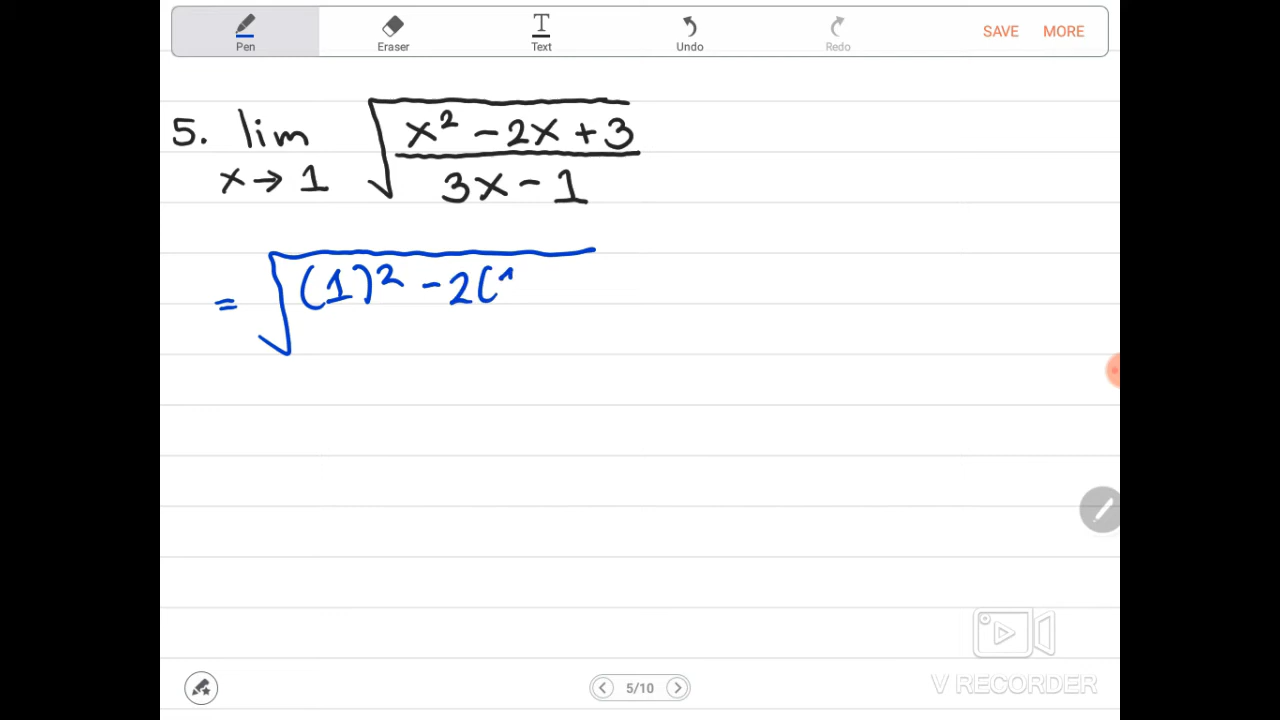 Pen Eraser Text Undo Redo SAVE MORE
5. lim x→1 √((x² - 2x + 3)/(3x - 1))
= √((1)² - 2(1
5/10
V RECORDER